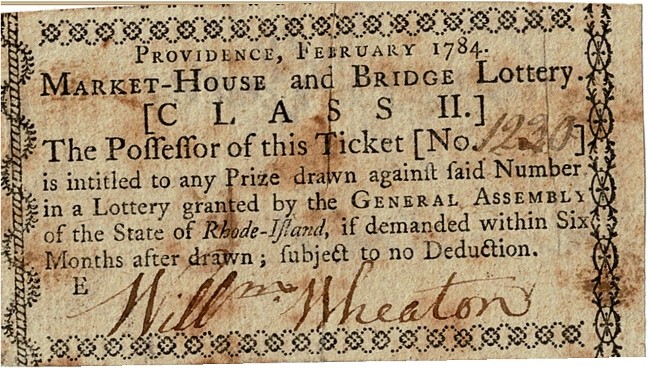 PROVIDENCE, FEBRUARY 1784.
MARKET-HOUSE and BRIDGE Lottery.
[CLASS II.]
The Poſſeſſor of this Ticket [No. 1230]
is intitled to any Prize drawn againſt ſaid Number
in a Lottery granted by the GENERAL ASSEMBLY
of the State of Rhode-Iſland, if demanded within Six
Months after drawn; ſubject to no Deduction.
E
Willm Wheaton